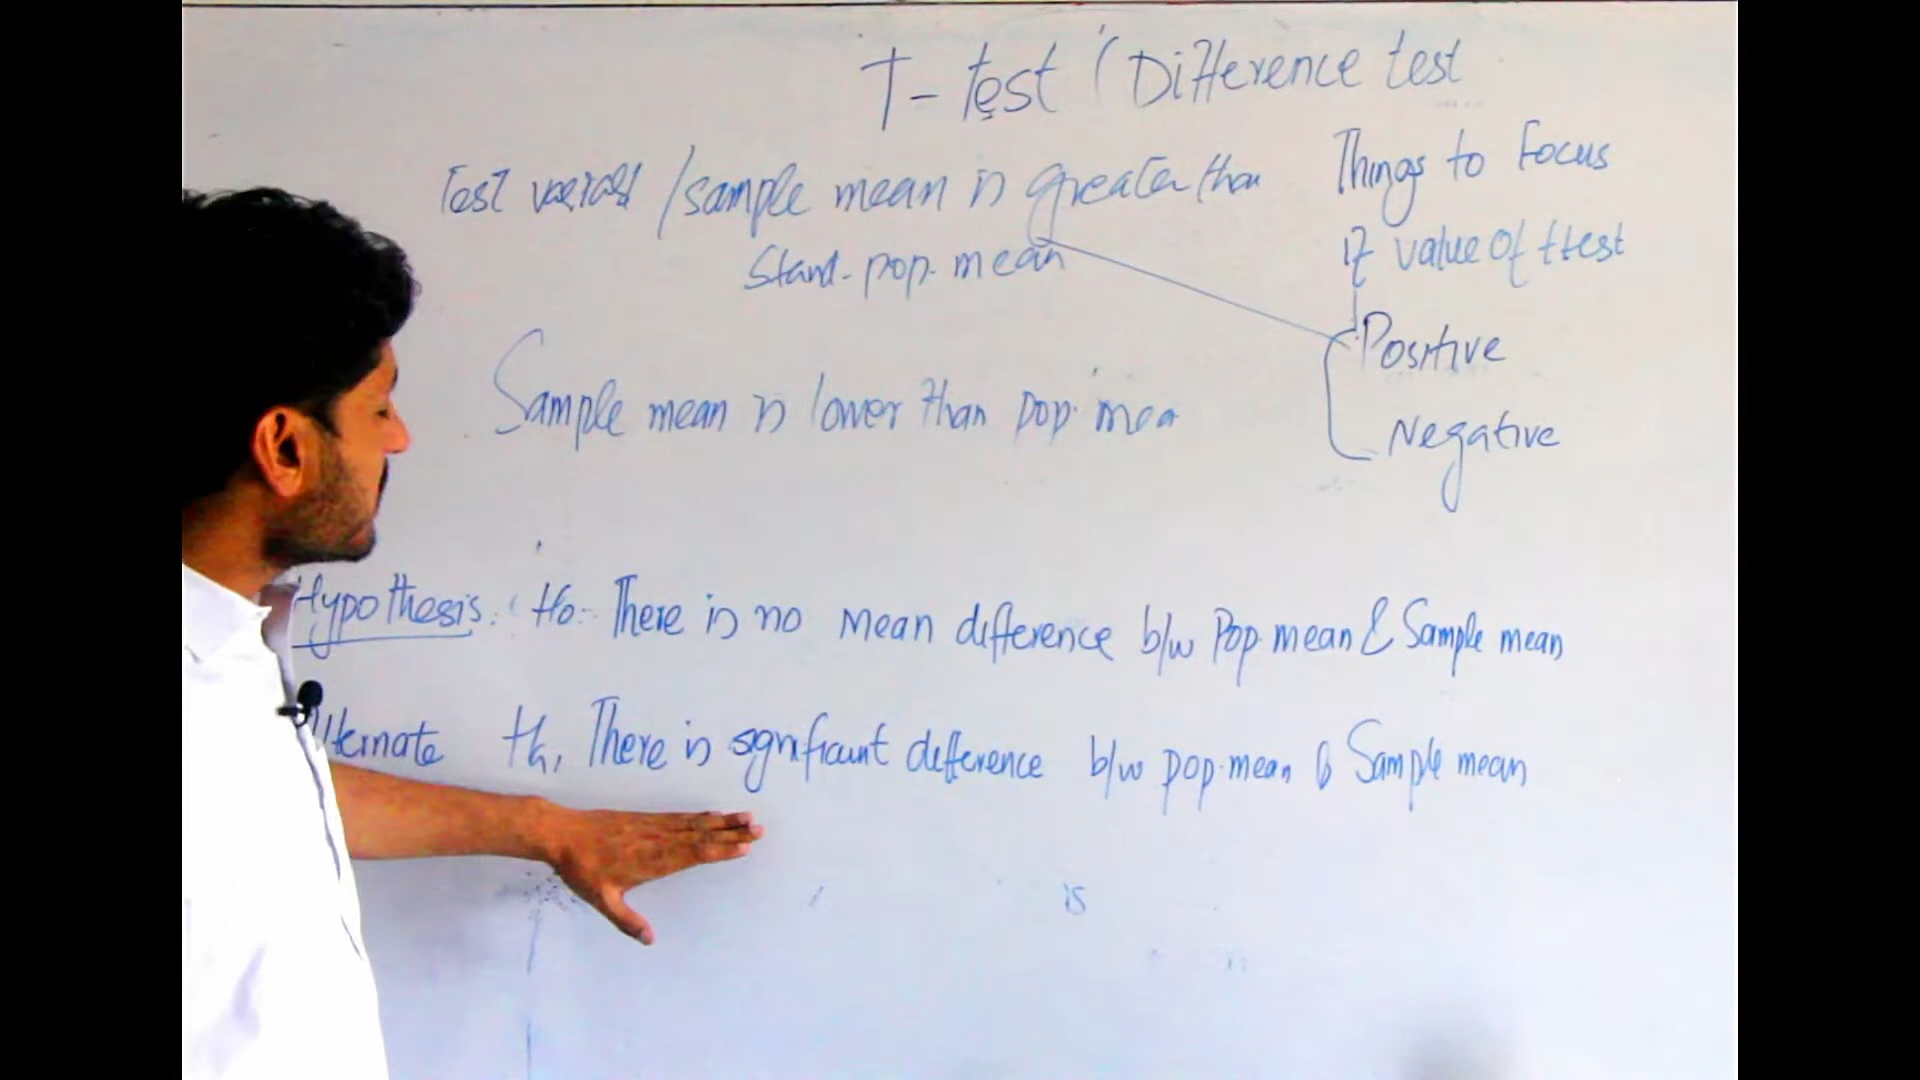 T-test (Difference test
Test / sample mean is greater than
Stand. pop. mean
Things to Focus
If value of t test
Positive
Negative
Sample mean is lower than pop. mea
Hypothesis: Ho: There is no mean difference b/w Pop mean & Sample mean
Alternate H1, There is significant difference b/w pop. mean & Sample mean
is